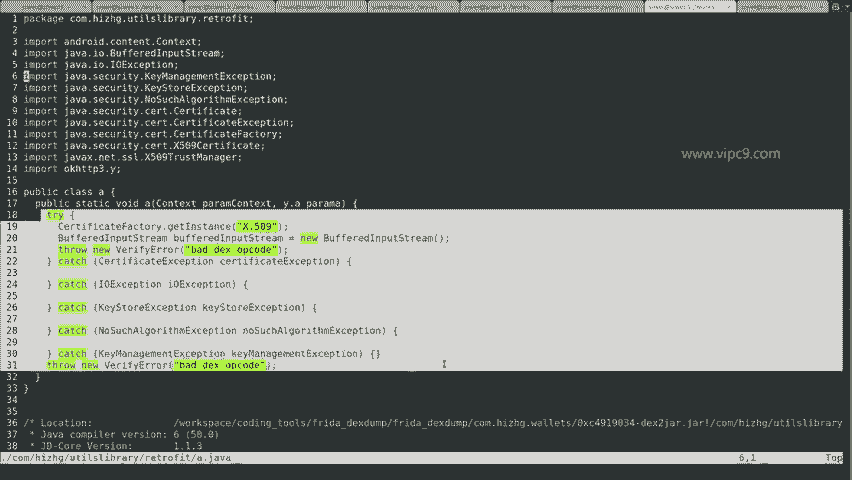 1 package com.hizhg.utilslibrary.retrofit;
2
3 import android.content.Context;
4 import java.io.BufferedInputStream;
5 import java.io.IOException;
6 import java.security.KeyManagementException;
7 import java.security.KeyStoreException;
8 import java.security.NoSuchAlgorithmException;
9 import java.security.cert.Certificate;
10 import java.security.cert.CertificateException;
11 import java.security.cert.CertificateFactory;
12 import java.security.cert.X509Certificate;
13 import javax.net.ssl.X509TrustManager;
14 import okhttp3.y;
www.vipc9.com
15
16 public class a {
17 public static void a(Context paramContext, y.a parama) {
18 try {
19 CertificateFactory.getInstance("X.509");
20 BufferedInputStream bufferedInputStream = new BufferedInputStream();
21 throw new VerifyError("bad dex opcode");
22 } catch (CertificateException certificateException) {
23
24 } catch (IOException iOException) {
25
26 } catch (KeyStoreException keyStoreException) {
27
28 } catch (NoSuchAlgorithmException noSuchAlgorithmException) {
29
30 } catch (KeyManagementException keyManagementException) {}
31 throw new VerifyError("bad dex opcode");
32 }
33 }
34
35
36 /* Location: /workspace/coding_tools/frida_dexdump/frida_dexdump/com.hizhg.wallets/0xc4919034-dex2jar.jar!/com/hizhg/utilslibrary
37 * Java compiler version: 6 (50.0)
38 * JD-Core Version: 1.1.3
./com/hizhg/utilslibrary/retrofit/a.java 6,1 Top